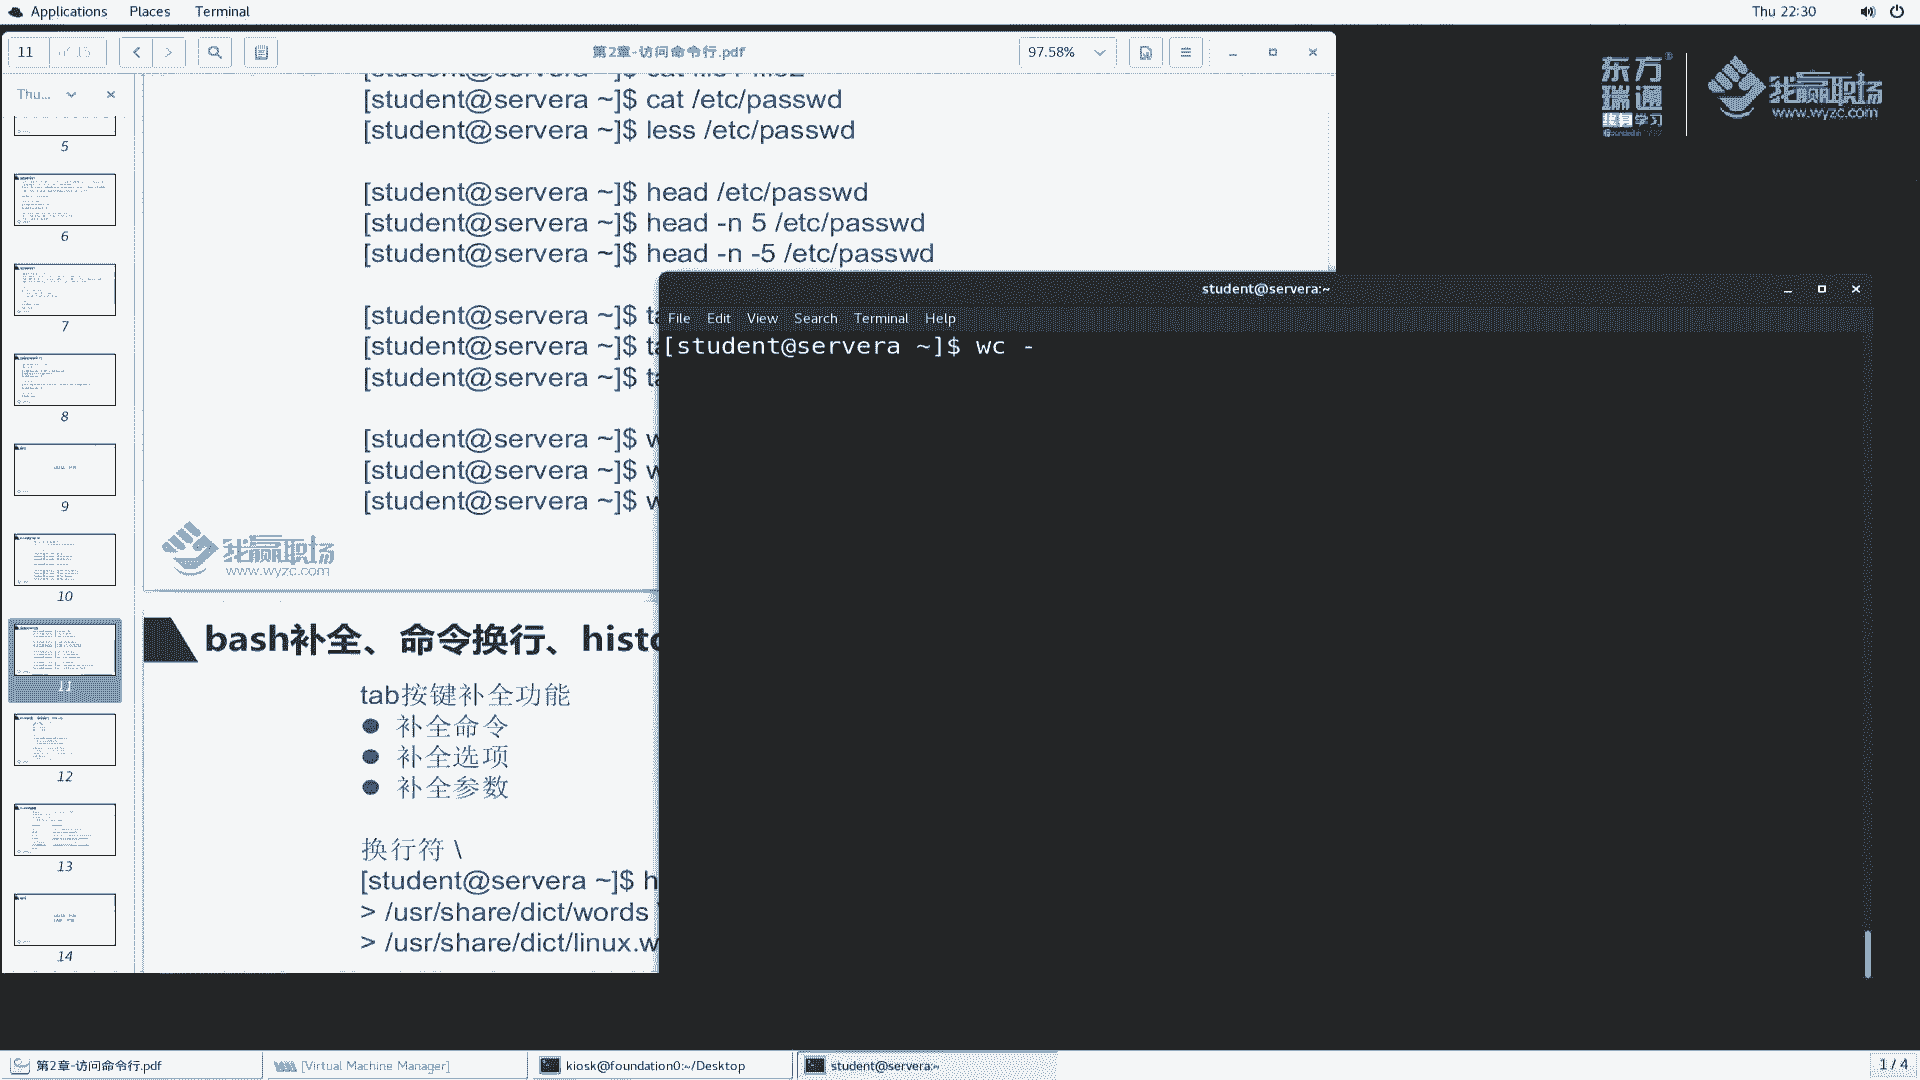 Applications Places Terminal Thu 22:30
11 of 15 第2章-访问命令行.pdf 97.58%
Thu...
5
6
7
8
9
10
11
12
13
14
[student@servera ~]$ cat /etc/passwd
[student@servera ~]$ less /etc/passwd
[student@servera ~]$ head /etc/passwd
[student@servera ~]$ head -n 5 /etc/passwd
[student@servera ~]$ head -n -5 /etc/passwd
[student@servera ~]$ ta
[student@servera ~]$ ta
[student@servera ~]$ ta
[student@servera ~]$ w
[student@servera ~]$ w
[student@servera ~]$ w
我赢职场
www.wyzc.com
bash补全、命令换行、histo
tab按键补全功能
● 补全命令
● 补全选项
● 补全参数
换行符 \
[student@servera ~]$ h
> /usr/share/dict/words \
> /usr/share/dict/linux.w
student@servera:~
File Edit View Search Terminal Help
[student@servera ~]$ wc -
东方
瑞通
终身学习
我赢职场
www.wyzc.com
第2章-访问命令行.pdf [Virtual Machine Manager] kiosk@foundation0:~/Desktop student@servera:~ 1 / 4